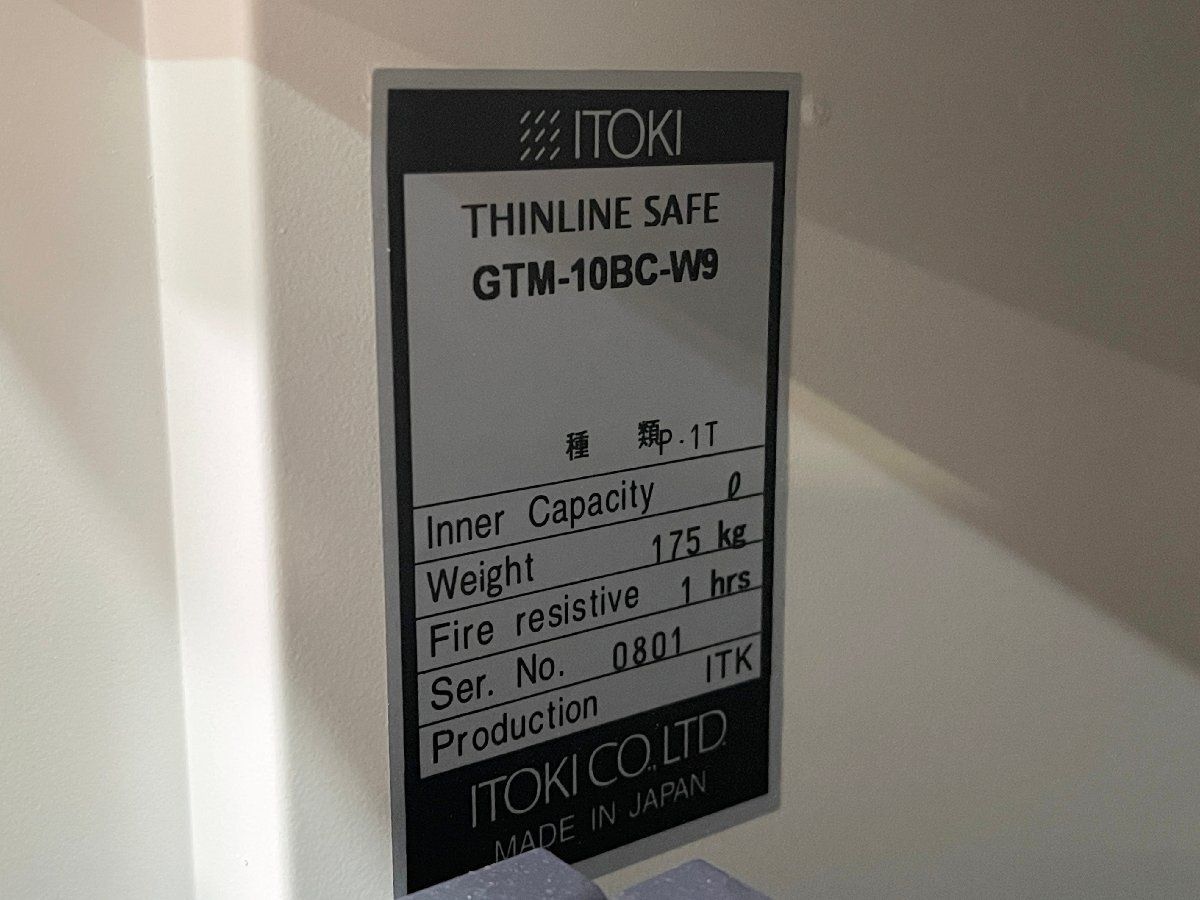 ITOKI
THINLINE SAFE
GTM-10BC-W9
種 類P.1T
Inner Capacity ℓ
Weight 175 kg
Fire resistive 1 hrs
Ser. No. 0801
Production ITK
ITOKI CO.,LTD.
MADE IN JAPAN